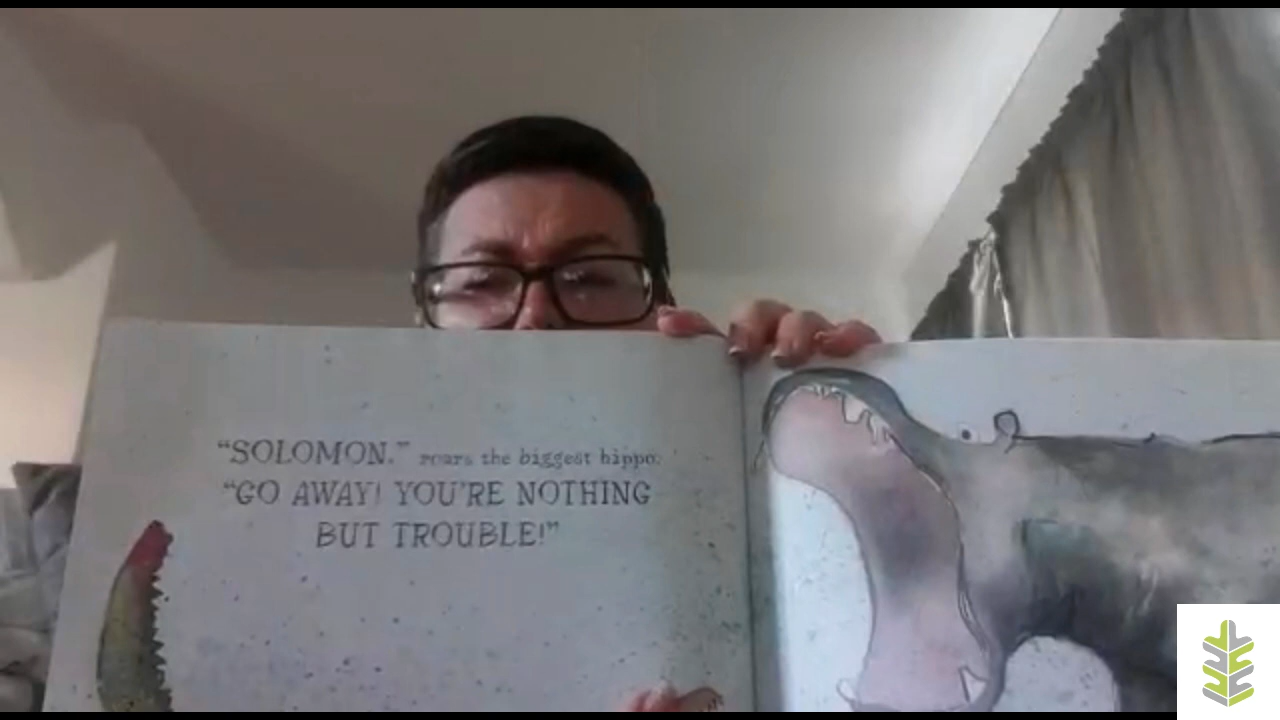 “SOLOMON.” roars the biggest hippo.
“GO AWAY! YOU’RE NOTHING
BUT TROUBLE!”